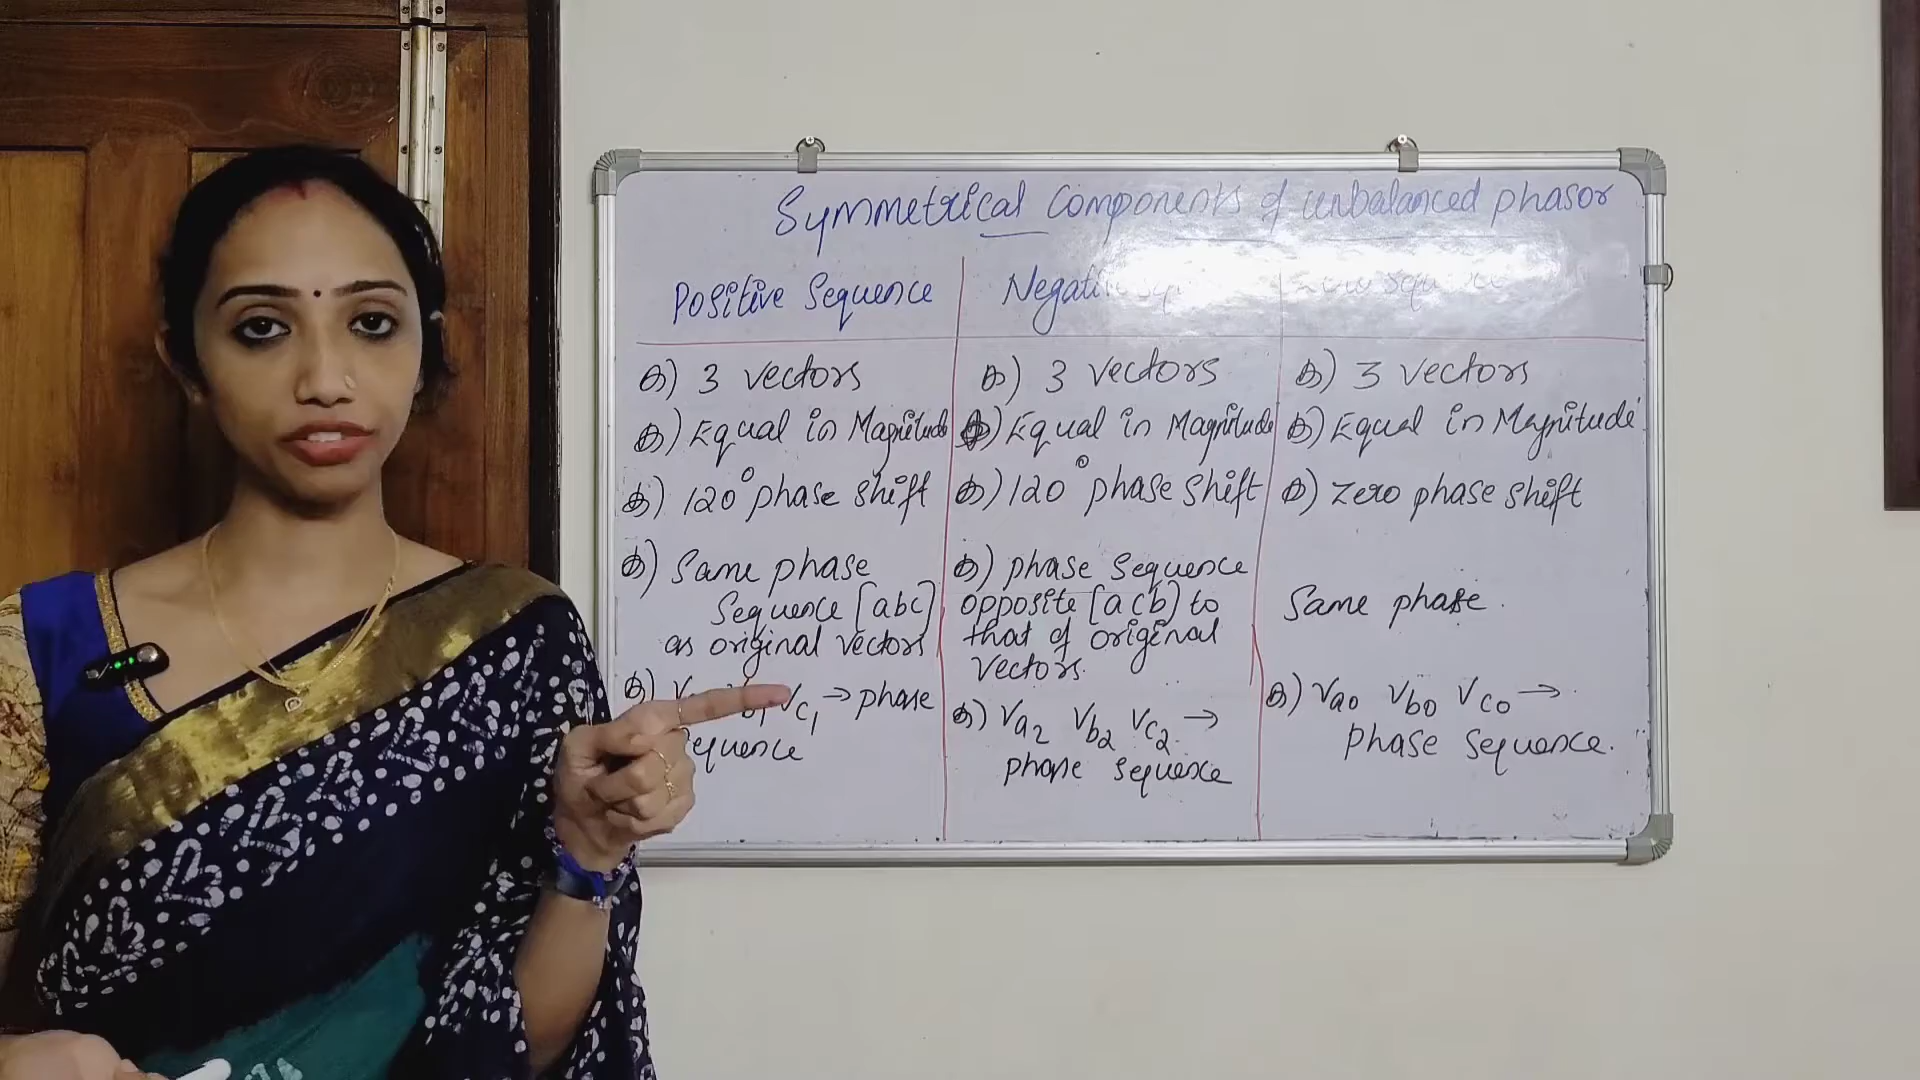 Symmetrical Components of unbalanced phasor
Positive Sequence
3 vectors
Equal in Magnitude
120° phase shift
Same phase
Sequence [abc]
as original vectors
Vc1 → phase
equence
Negati
3 vectors
Equal in Magnitude
120° phase shift
phase sequence
opposite [acb) to
that of original
vectors.
Va2 Vb2 Vc2 →
phase sequence
3 vectors
Equal in Magnitude
Zero phase shift
Same phase.
Va0 Vb0 Vc0 →
phase sequence.